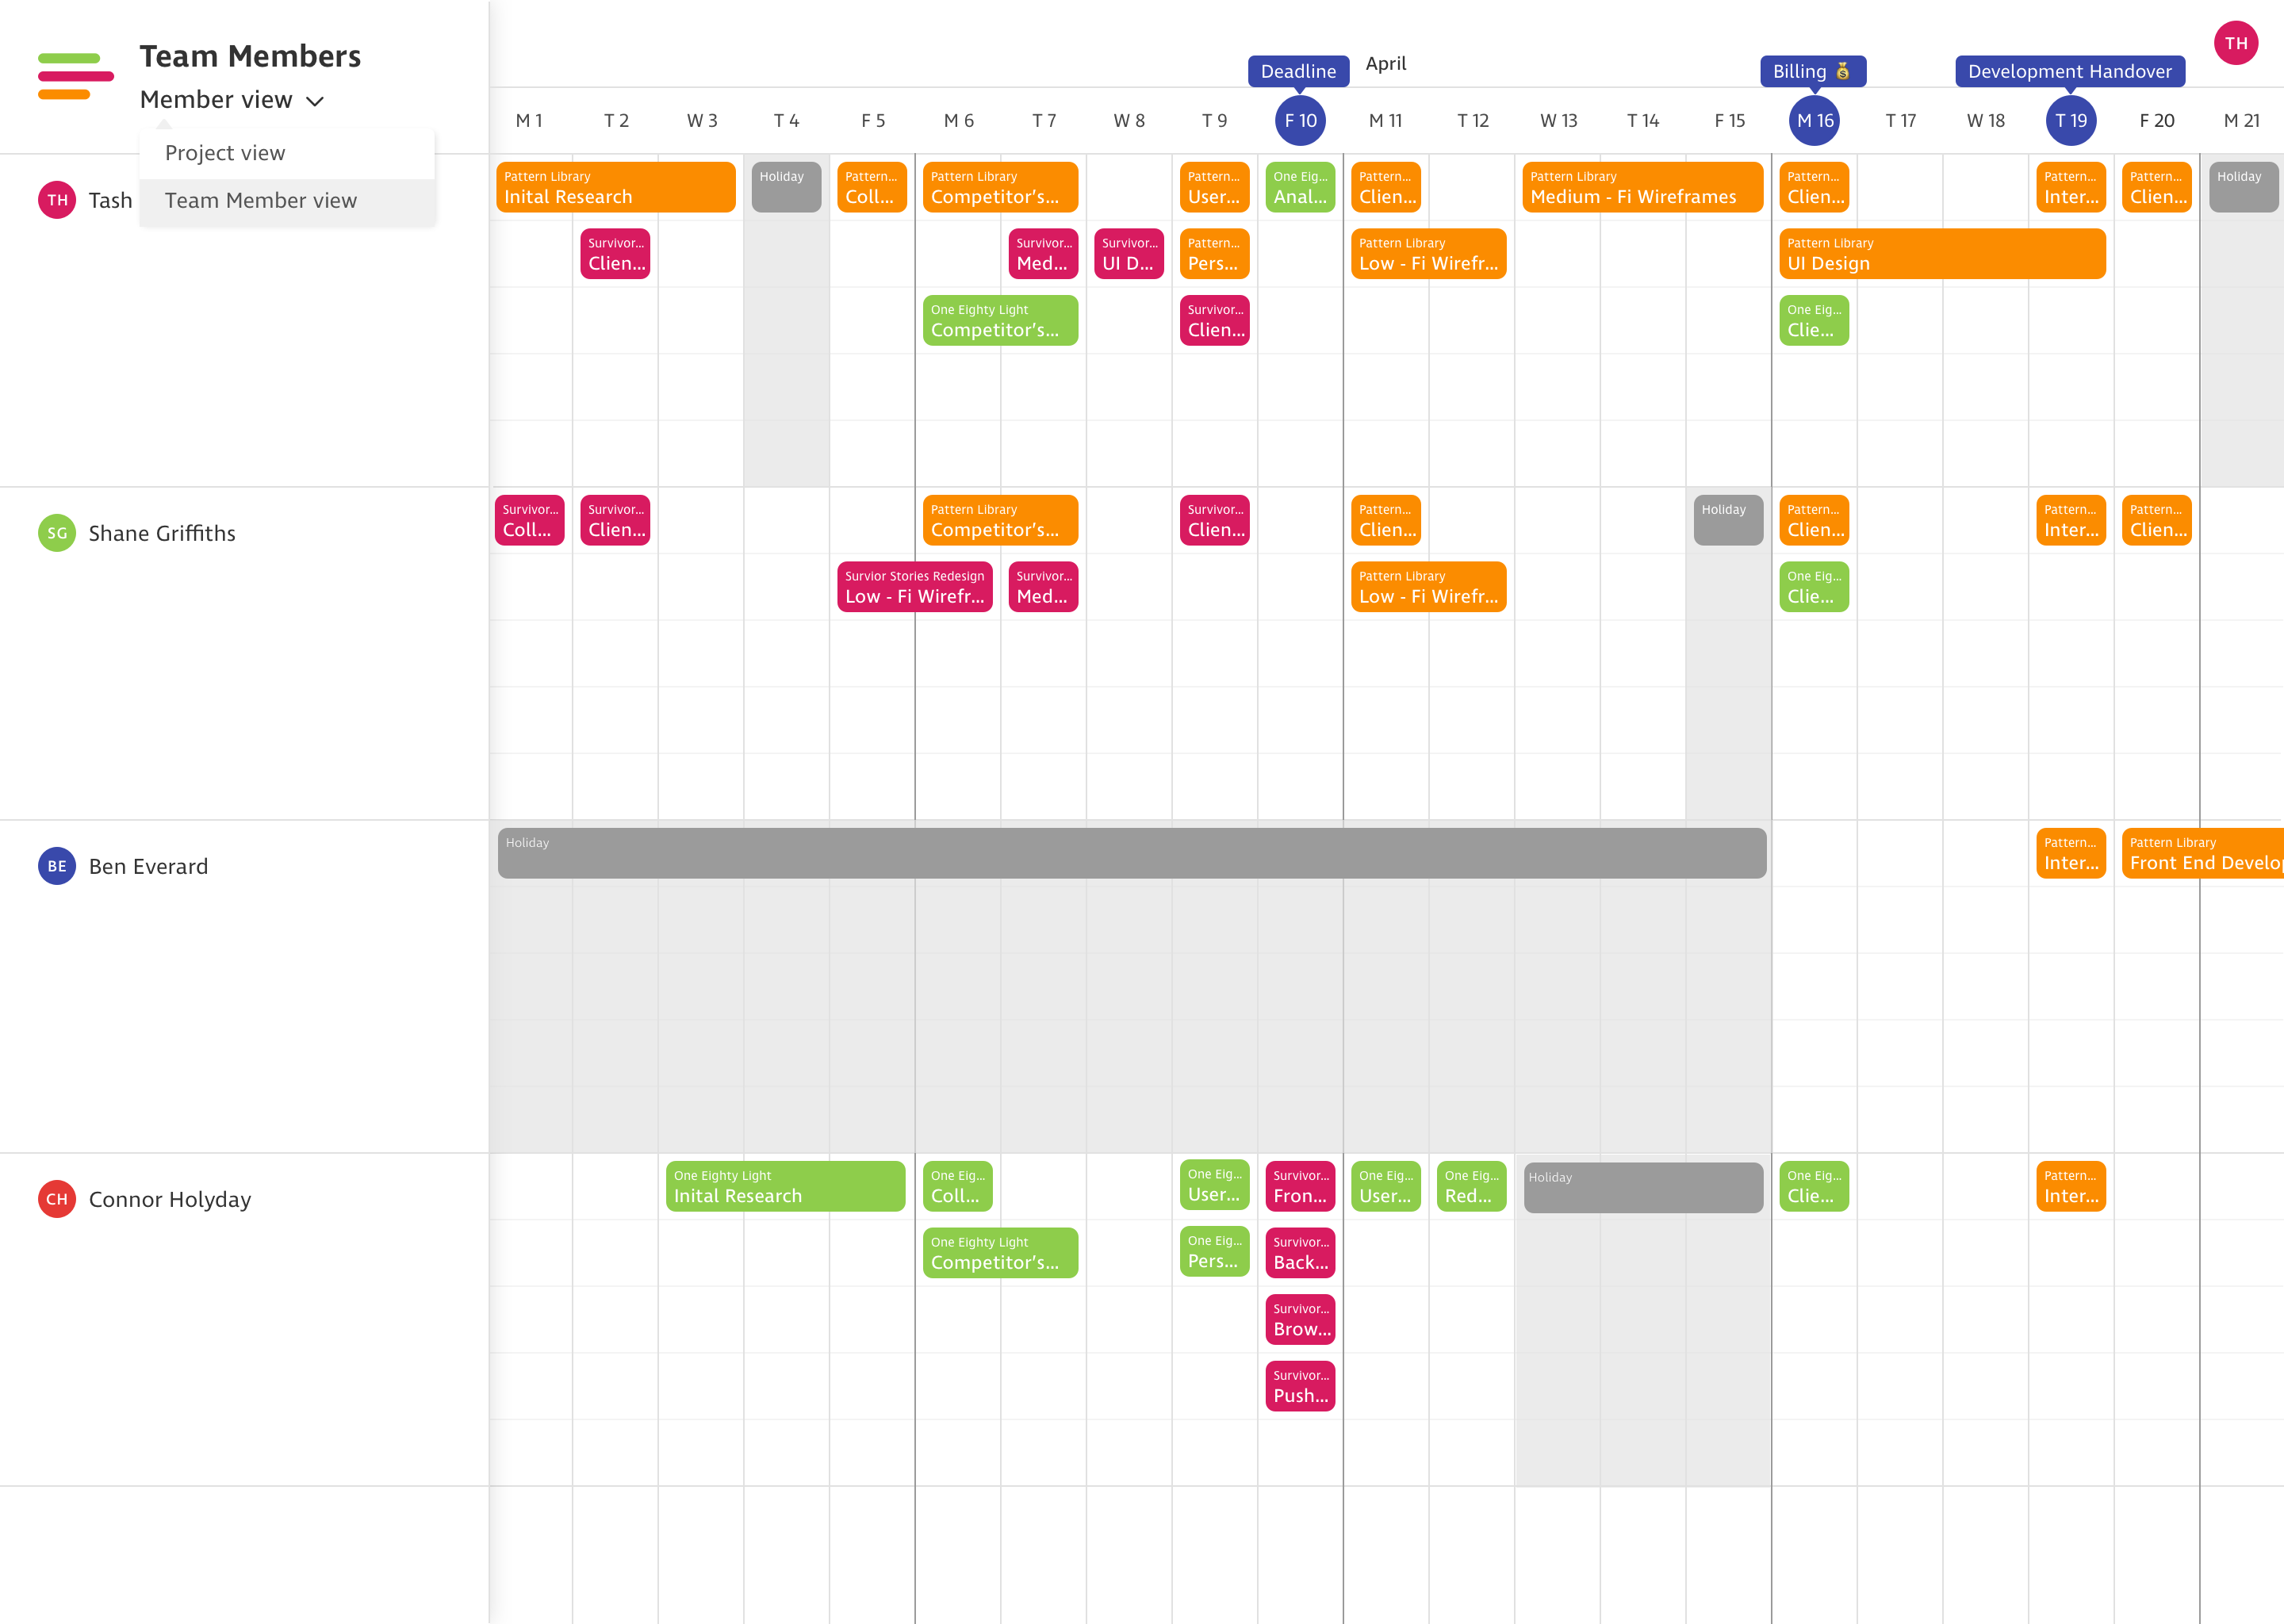 Team Members
Member view
Project view
Team Member view
TH
Deadline
April
Billing 💰
Development Handover
M 1
T 2
W 3
T 4
F 5
M 6
T 7
W 8
T 9
F 10
M 11
T 12
W 13
T 14
F 15
M 16
T 17
W 18
T 19
F 20
M 21
TH
Tash
Pattern Library
Inital Research
Holiday
Pattern...
Coll...
Pattern Library
Competitor's...
Pattern...
User...
One Eig...
Anal...
Pattern...
Clien...
Pattern Library
Medium - Fi Wireframes
Pattern...
Clien...
Pattern...
Inter...
Pattern...
Clien...
Holiday
Survivor...
Clien...
Survivor...
Med...
Survivor...
UI D...
Pattern...
Pers...
Pattern Library
Low - Fi Wirefr...
Pattern Library
UI Design
One Eighty Light
Competitor's...
Survivor...
Clien...
One Eig...
Clie...
SG
Shane Griffiths
Survivor...
Coll...
Survivor...
Clien...
Pattern Library
Competitor's...
Survivor...
Clien...
Pattern...
Clien...
Holiday
Pattern...
Clien...
Pattern...
Inter...
Pattern...
Clien...
Survior Stories Redesign
Low - Fi Wirefr...
Survivor...
Med...
Pattern Library
Low - Fi Wirefr...
One Eig...
Clie...
BE
Ben Everard
Holiday
Pattern...
Inter...
Pattern Library
Front End Develo
CH
Connor Holyday
One Eighty Light
Inital Research
One Eig...
Coll...
One Eig...
User...
Survivor...
Fron...
One Eig...
User...
One Eig...
Red...
Holiday
One Eig...
Clie...
Pattern...
Inter...
One Eighty Light
Competitor's...
One Eig...
Pers...
Survivor...
Back...
Survivor...
Brow...
Survivor...
Push...